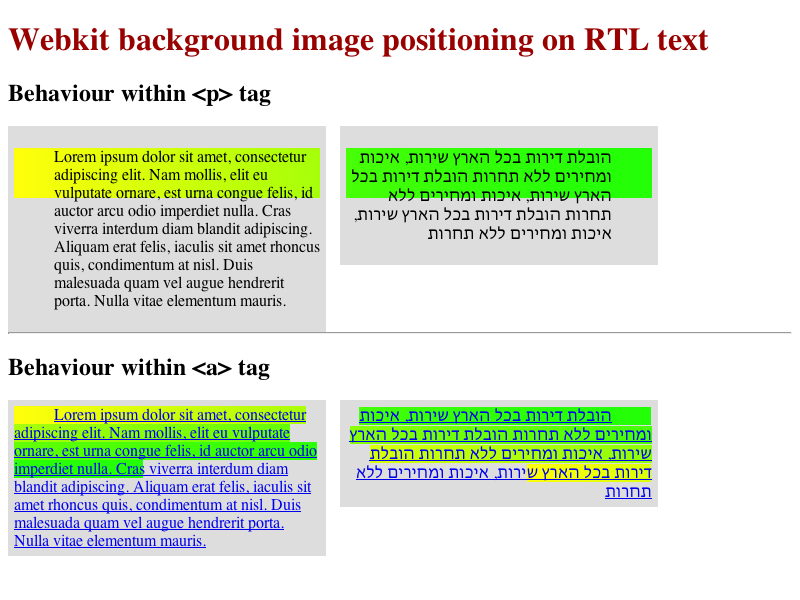 Webkit background image positioning on RTL text
Behaviour within <p> tag
Lorem ipsum dolor sit amet, consectetur
adipiscing elit. Nam mollis, elit eu
vulputate ornare, est urna congue felis, id
auctor arcu odio imperdiet nulla. Cras
viverra interdum diam blandit adipiscing.
Aliquam erat felis, iaculis sit amet rhoncus
quis, condimentum at nisl. Duis
malesuada quam vel augue hendrerit
porta. Nulla vitae elementum mauris.
הובלת דירות בכל הארץ שירות, איכות
ומחירים ללא תחרות הובלת דירות בכל
הארץ שירות, איכות ומחירים ללא
תחרות הובלת דירות בכל הארץ שירות,
איכות ומחירים ללא תחרות
Behaviour within <a> tag
Lorem ipsum dolor sit amet, consectetur
adipiscing elit. Nam mollis, elit eu vulputate
ornare, est urna congue felis, id auctor arcu odio
imperdiet nulla. Cras viverra interdum diam
blandit adipiscing. Aliquam erat felis, iaculis sit
amet rhoncus quis, condimentum at nisl. Duis
malesuada quam vel augue hendrerit porta.
Nulla vitae elementum mauris.
הובלת דירות בכל הארץ שירות, איכות
ומחירים ללא תחרות הובלת דירות בכל הארץ
שירות, איכות ומחירים ללא תחרות הובלת
דירות בכל הארץ שירות, איכות ומחירים ללא
תחרות